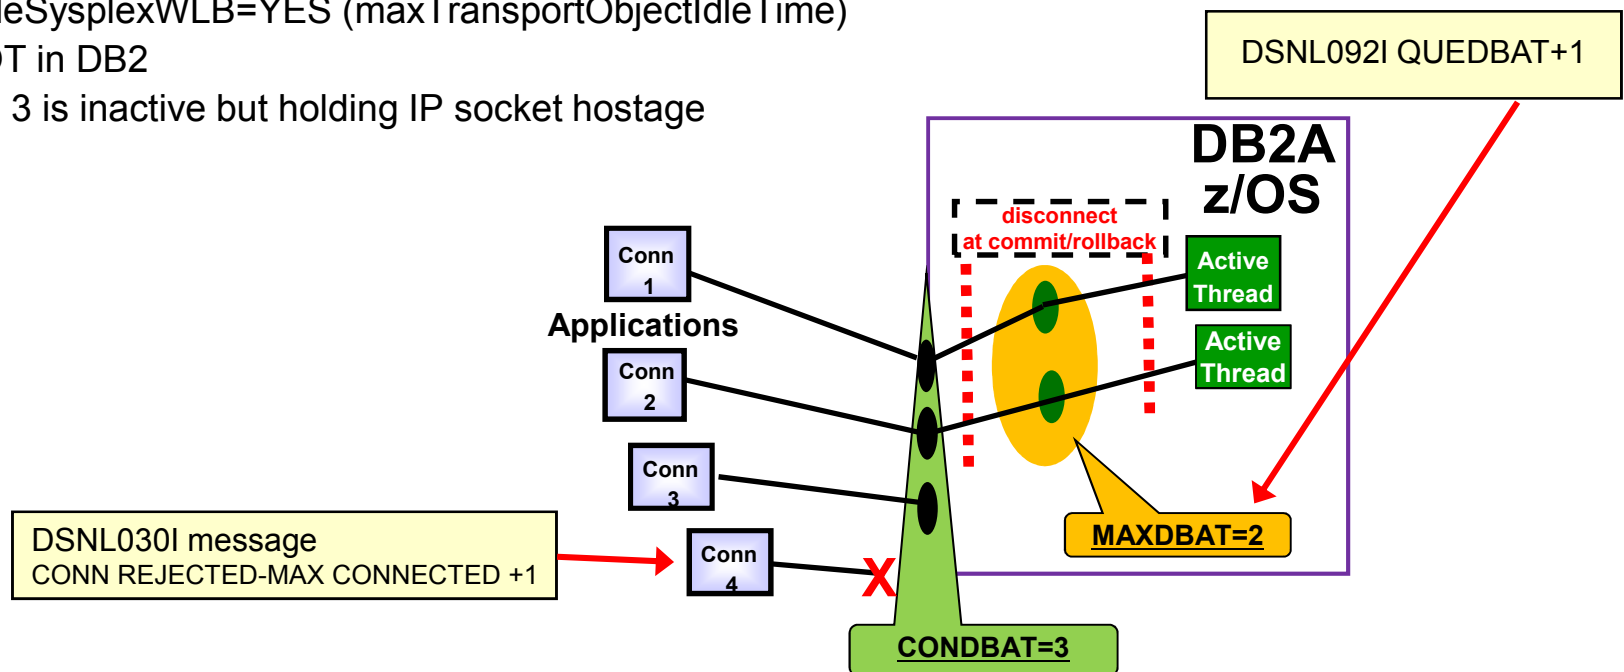 leSysplexWLB=YES (maxTransportObjectIdleTime)
OT in DB2
3 is inactive but holding IP socket hostage
DSNL092I QUEDBAT+1
DB2A
z/OS
disconnect
at commit/rollback
Active
Thread
Active
Thread
Conn
1
Applications
Conn
2
Conn
3
Conn
4
X
DSNL030I message
CONN REJECTED-MAX CONNECTED +1
MAXDBAT=2
CONDBAT=3